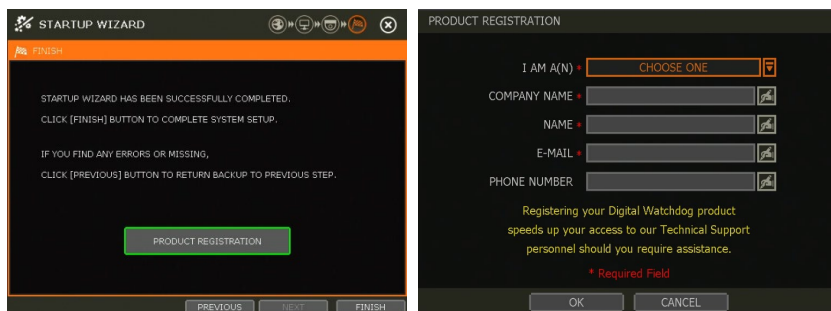 STARTUP WIZARD
FINISH
STARTUP WIZARD HAS BEEN SUCCESSFULLY COMPLETED.
CLICK [FINISH] BUTTON TO COMPLETE SYSTEM SETUP.
IF YOU FIND ANY ERRORS OR MISSING,
CLICK [PREVIOUS] BUTTON TO RETURN BACKUP TO PREVIOUS STEP.
PRODUCT REGISTRATION
PREVIOUS NEXT FINISH
PRODUCT REGISTRATION
I AM A(N) * CHOOSE ONE
COMPANY NAME *
NAME *
E-MAIL *
PHONE NUMBER
Registering your Digital Watchdog product
speeds up your access to our Technical Support
personnel should you require assistance.
* Required Field
OK CANCEL